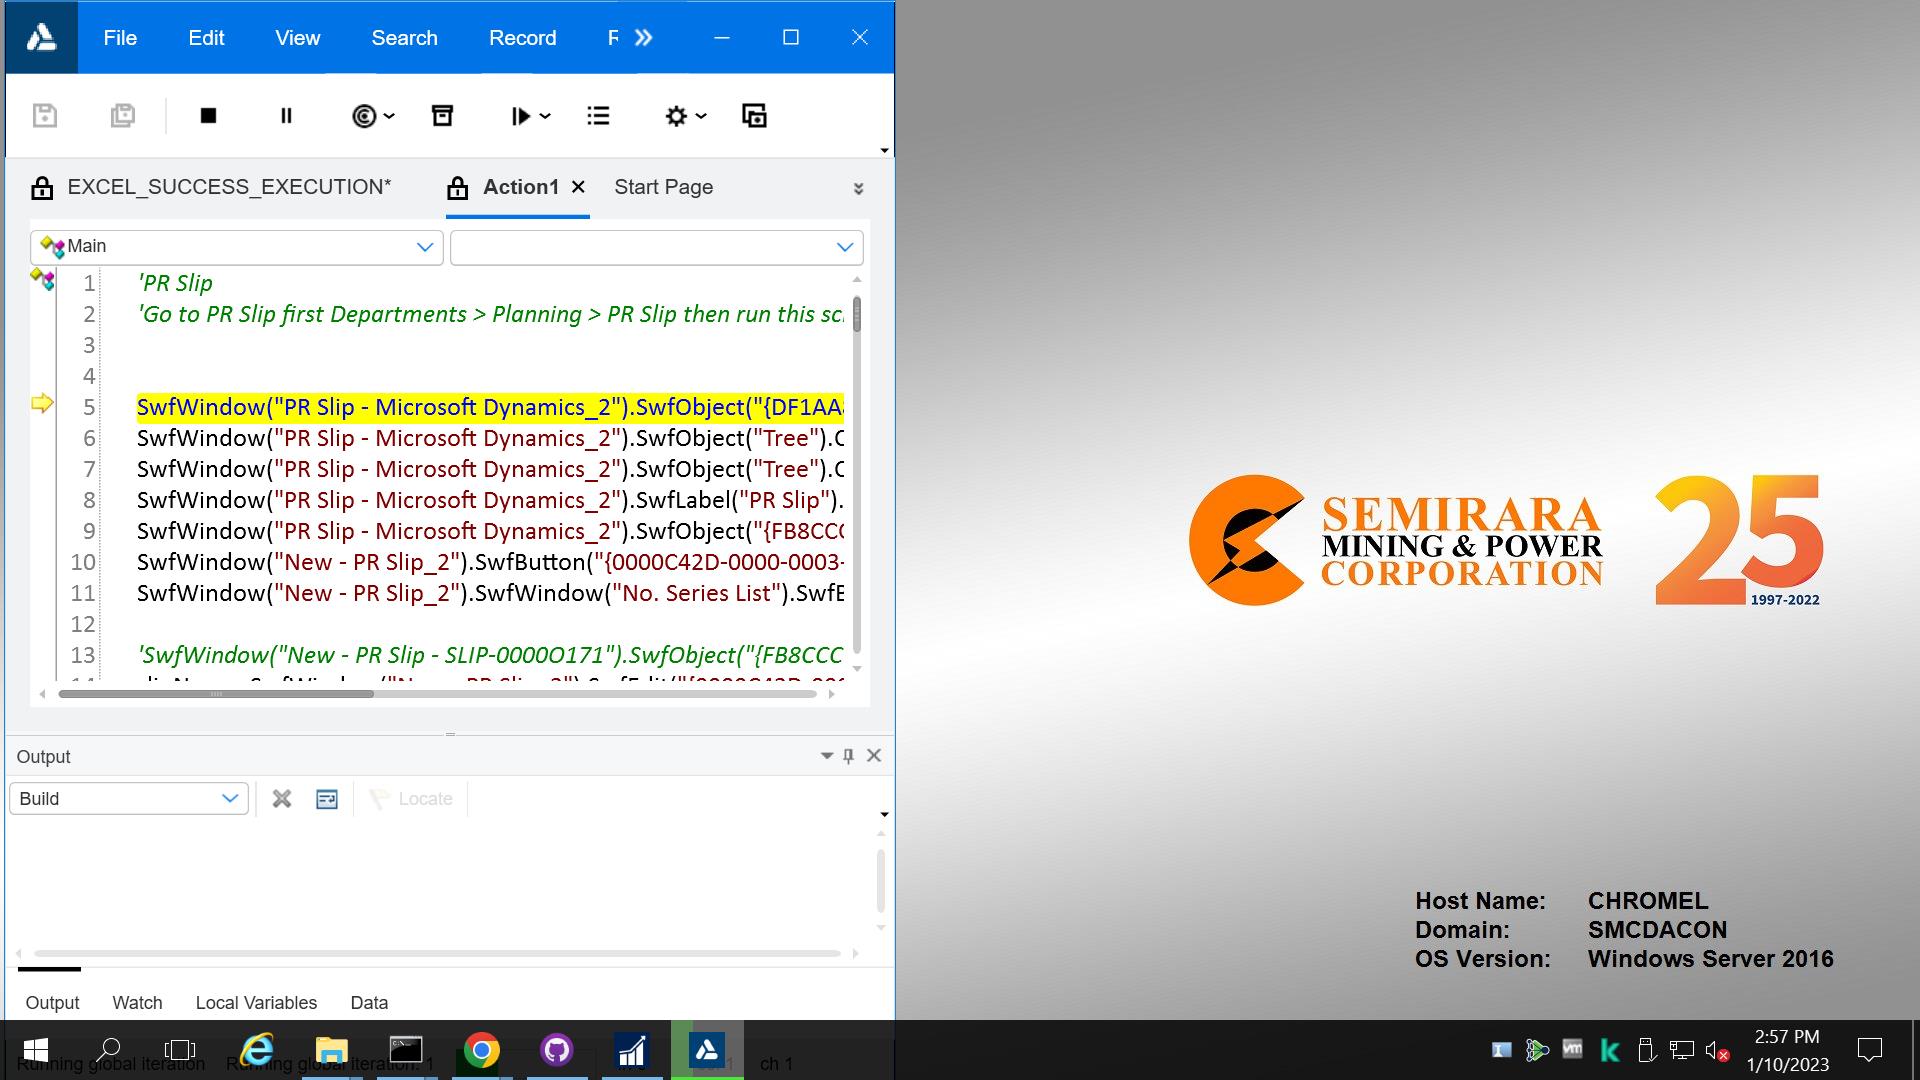 File Edit View Search Record
EXCEL_SUCCESS_EXECUTION* Action1 Start Page
Main
1 'PR Slip
2 'Go to PR Slip first Departments > Planning > PR Slip then run this
3
4
5 SwfWindow("PR Slip - Microsoft Dynamics_2").SwfObject("{DF1AA
6 SwfWindow("PR Slip - Microsoft Dynamics_2").SwfObject("Tree").
7 SwfWindow("PR Slip - Microsoft Dynamics_2").SwfObject("Tree").
8 SwfWindow("PR Slip - Microsoft Dynamics_2").SwfLabel("PR Slip").
9 SwfWindow("PR Slip - Microsoft Dynamics_2").SwfObject("{FB8CCC
10 SwfWindow("New - PR Slip_2").SwfButton("{0000C42D-0000-0003-
11 SwfWindow("New - PR Slip_2").SwfWindow("No. Series List").Swf
12
13 'SwfWindow("New - PR Slip - SLIP-0000O171").SwfObject("{FB8CCC
Output
Build Locate
Output Watch Local Variables Data
Running global iteration Running global iteration: 1
SEMIRARA
MINING & POWER
CORPORATION
25
1997-2022
Host Name: CHROMEL
Domain: SMCDACON
OS Version: Windows Server 2016
2:57 PM
1/10/2023